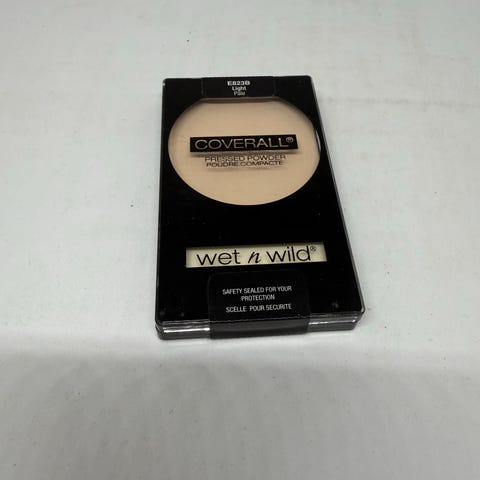 E823B
Light
Pâle
COVERALL®
PRESSED POWDER
POUDRE COMPACTE
wet n wild®
SAFETY SEALED FOR YOUR
PROTECTION
SCELLE POUR SECURITE